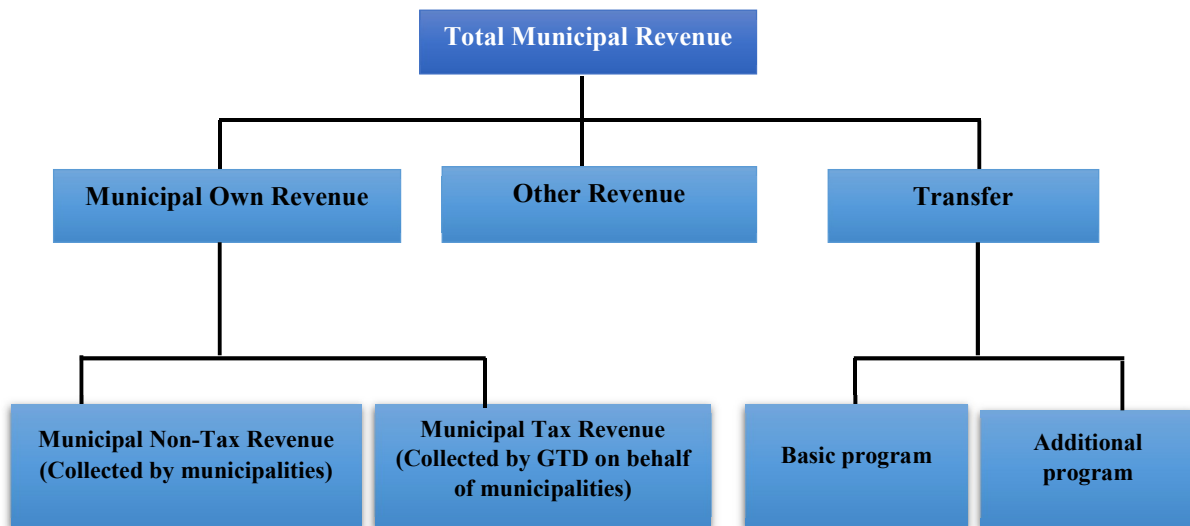 Total Municipal Revenue
Municipal Own Revenue
Other Revenue
Transfer
Municipal Non-Tax Revenue
(Collected by municipalities)
Municipal Tax Revenue
(Collected by GTD on behalf
of municipalities)
Basic program
Additional
program